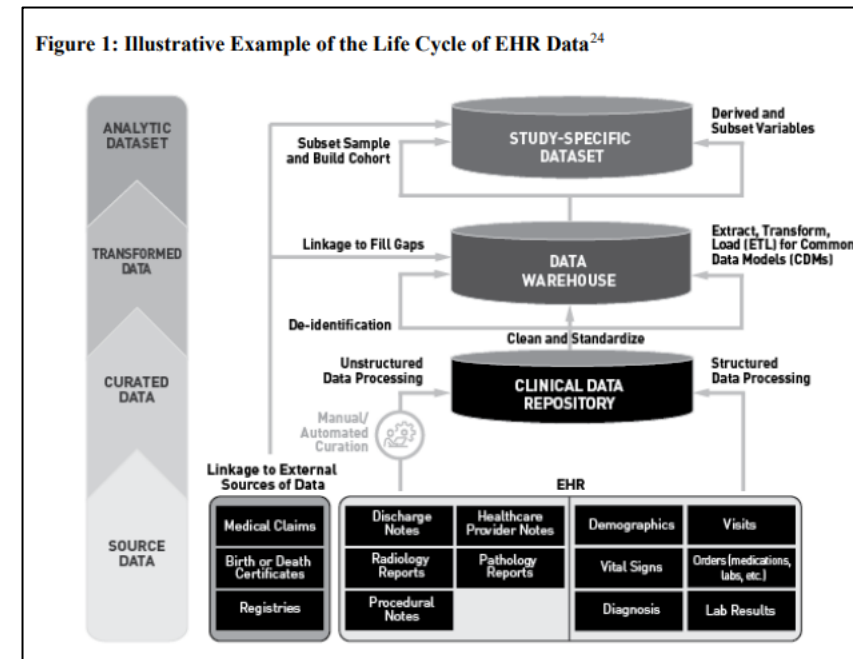 Figure 1: Illustrative Example of the Life Cycle of EHR Data24
ANALYTIC
DATASET
TRANSFORMED
DATA
CURATED
DATA
SOURCE
DATA
Subset Sample
and Build Cohort
STUDY-SPECIFIC
DATASET
Derived and
Subset Variables
Linkage to Fill Gaps
DATA
WAREHOUSE
Extract, Transform,
Load (ETL) for Common
Data Models (CDMs)
De-identification
Clean and Standardize
Unstructured
Data Processing
CLINICAL DATA
REPOSITORY
Structured
Data Processing
Manual/
Automated
Curation
Linkage to External
Sources of Data
Medical Claims
Birth or Death
Certificates
Registries
EHR
Discharge
Notes
Healthcare
Provider Notes
Demographics
Visits
Radiology
Reports
Pathology
Reports
Vital Signs
Orders (medications,
labs, etc.)
Procedural
Notes
Diagnosis
Lab Results